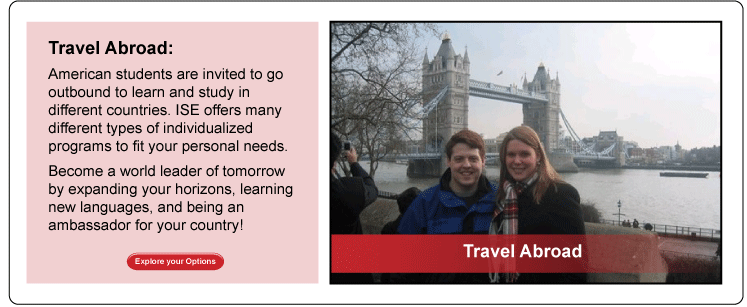 Travel Abroad:
American students are invited to go
outbound to learn and study in
different countries. ISE offers many
different types of individualized
programs to fit your personal needs.
Become a world leader of tomorrow
by expanding your horizons, learning
new languages, and being an
ambassador for your country!
Explore your Options
Travel Abroad